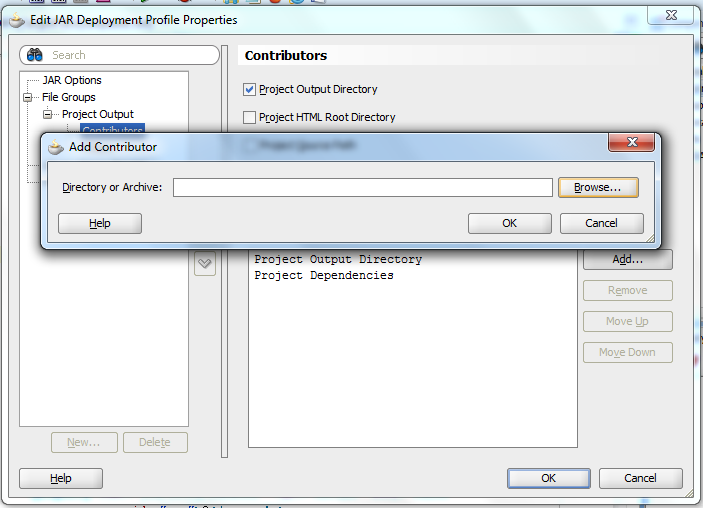 Edit JAR Deployment Profile Properties
Search
JAR Options
File Groups
Project Output
Contributors
Contributors
Project Output Directory
Project HTML Root Directory
Add Contributor
Directory or Archive:
Browse...
Help
OK
Cancel
Project Output Directory
Project Dependencies
Add...
Remove
Move Up
Move Down
New...
Delete
Help
OK
Cancel